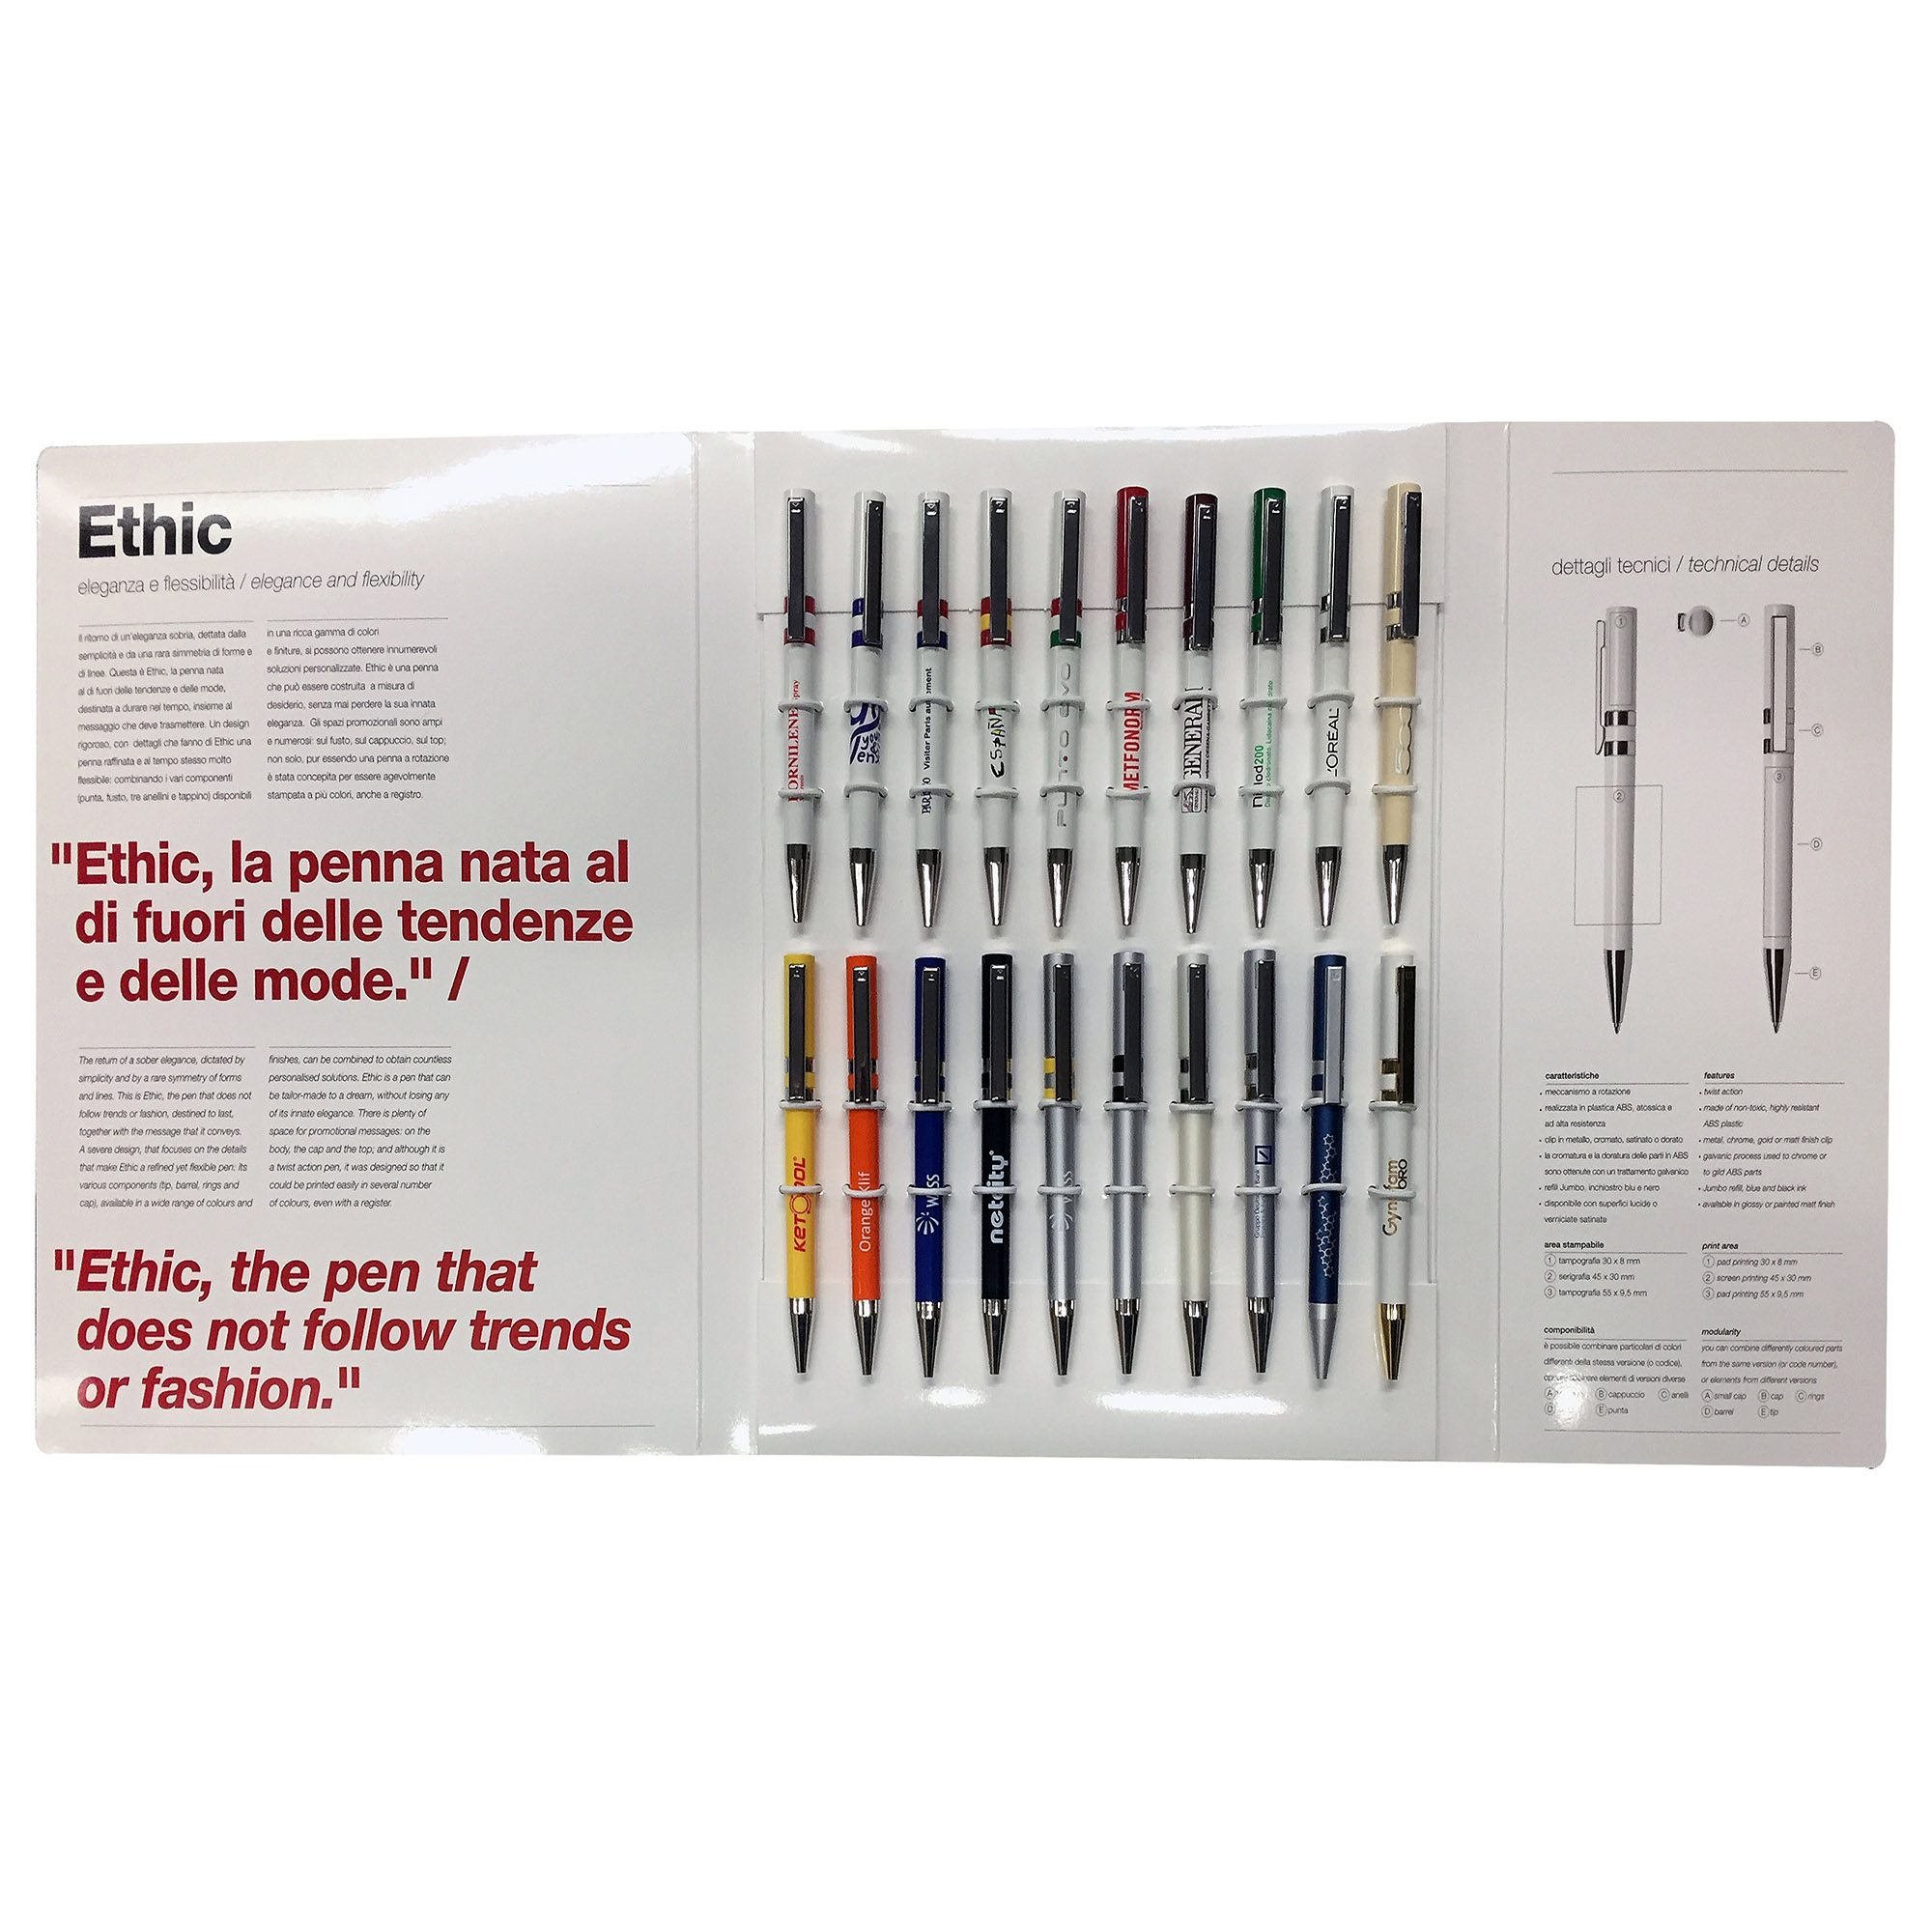 Ethic
eleganza e flessibilità / elegance and flexibility
Il ritorno di un'eleganza sobria, dettata dalla
semplicità e da una rara simmetria di forme e
di linee. Questa è Ethic, la penna nata
al di fuori delle tendenze e delle mode,
destinata a durare nel tempo, insieme al
messaggio che deve trasmettere. Un design
rigoroso, con dettagli che fanno di Ethic una
penna raffinata e al tempo stesso molto
flessibile: combinando i vari componenti
(punta, fusto, tre anellini e tappino) disponibili
in una ricca gamma di colori
e finiture, si possono ottenere innumerevoli
soluzioni personalizzate. Ethic è una penna
che può essere costruita a misura di
desiderio, senza mai perdere la sua innata
eleganza. Gli spazi promozionali sono ampi
e numerosi: sul fusto, sul cappuccio, sul top;
non solo, pur essendo una penna a rotazione
è stata concepita per essere agevolmente
stampata a più colori, anche a registro.
"Ethic, la penna nata al
di fuori delle tendenze
e delle mode." /
The return of a sober elegance, dictated by
simplicity and by a rare symmetry of forms
and lines. This is Ethic, the pen that does not
follow trends or fashion, destined to last,
together with the message that it conveys.
A severe design, that focuses on the details
that make Ethic a refined yet flexible pen: its
various components (tip, barrel, rings and
cap), available in a wide range of colours and
finishes, can be combined to obtain countless
personalised solutions. Ethic is a pen that can
be tailor-made to a dream, without losing any
of its innate elegance. There is plenty of
space for promotional messages: on the
body, the cap and the top; and although it is
a twist action pen, it was designed so that it
could be printed easily in several number
of colours, even with a register.
"Ethic, the pen that
does not follow trends
or fashion."
ORNILENE spray
Visiter Paris
ESPAÑA
PUNTO EVO
METFONORM
GENERALI
200
L'ORÉAL
500
KETO
Orange Klif
WISS
netcity
WISS
Gruppo Deutsche Bank
Gyn fam
ORO
dettagli tecnici / technical details
1
2
A
B
C
3
D
E
caratteristiche
• meccanismo a rotazione
• realizzata in plastica ABS, atossica e
ad alta resistenza
• clip in metallo, cromato, satinato o dorato
• la cromatura e la doratura delle parti in ABS
sono ottenute con un trattamento galvanico
• refill Jumbo, inchiostro blu e nero
• disponibile con superfici lucide o
verniciate satinate
features
• twist action
• made of non-toxic, highly resistant
ABS plastic
• metal, chrome, gold or matt finish clip
• galvanic process used to chrome or
to gild ABS parts
• Jumbo refill, blue and black ink
• available in glossy or painted matt finish
area stampabile
1 tampografia 30 x 8 mm
2 serigrafia 45 x 30 mm
3 tampografia 55 x 9,5 mm
print area
1 pad printing 30 x 8 mm
2 screen printing 45 x 30 mm
3 pad printing 55 x 9,5 mm
componibilità
è possibile combinare particolari di colori
differenti della stessa versione (o codice),
elementi di versioni diverse
A B cappuccio C anelli
D E punta
modularity
you can combine differently coloured parts
from the same version (or code number),
or elements from different versions
A small cap B cap C rings
D barrel E tip